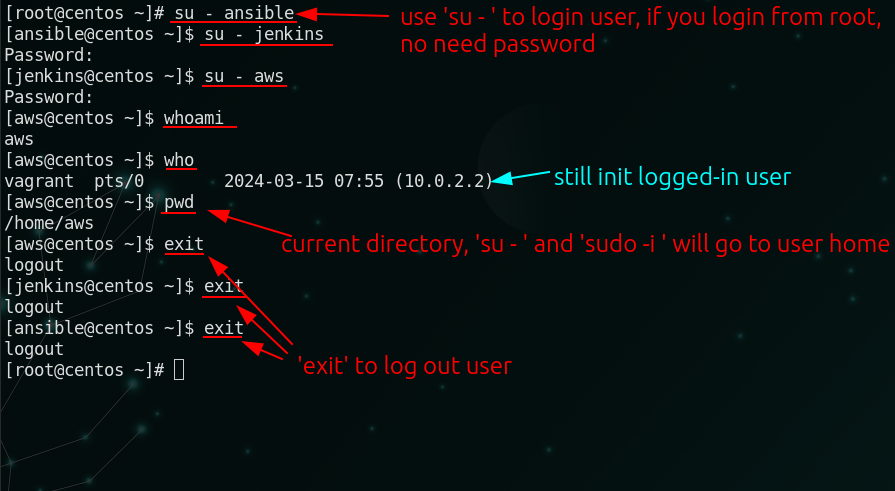 [root@centos ~]# su - ansible
use 'su - ' to login user, if you login from root,
no need password
[ansible@centos ~]$ su - jenkins
Password:
[jenkins@centos ~]$ su - aws
Password:
[aws@centos ~]$ whoami
aws
[aws@centos ~]$ who
vagrant  pts/0        2024-03-15 07:55 (10.0.2.2)
still init logged-in user
[aws@centos ~]$ pwd
/home/aws
current directory, 'su - ' and 'sudo -i ' will go to user home
[aws@centos ~]$ exit
logout
[jenkins@centos ~]$ exit
logout
[ansible@centos ~]$ exit
logout
'exit' to log out user
[root@centos ~]#